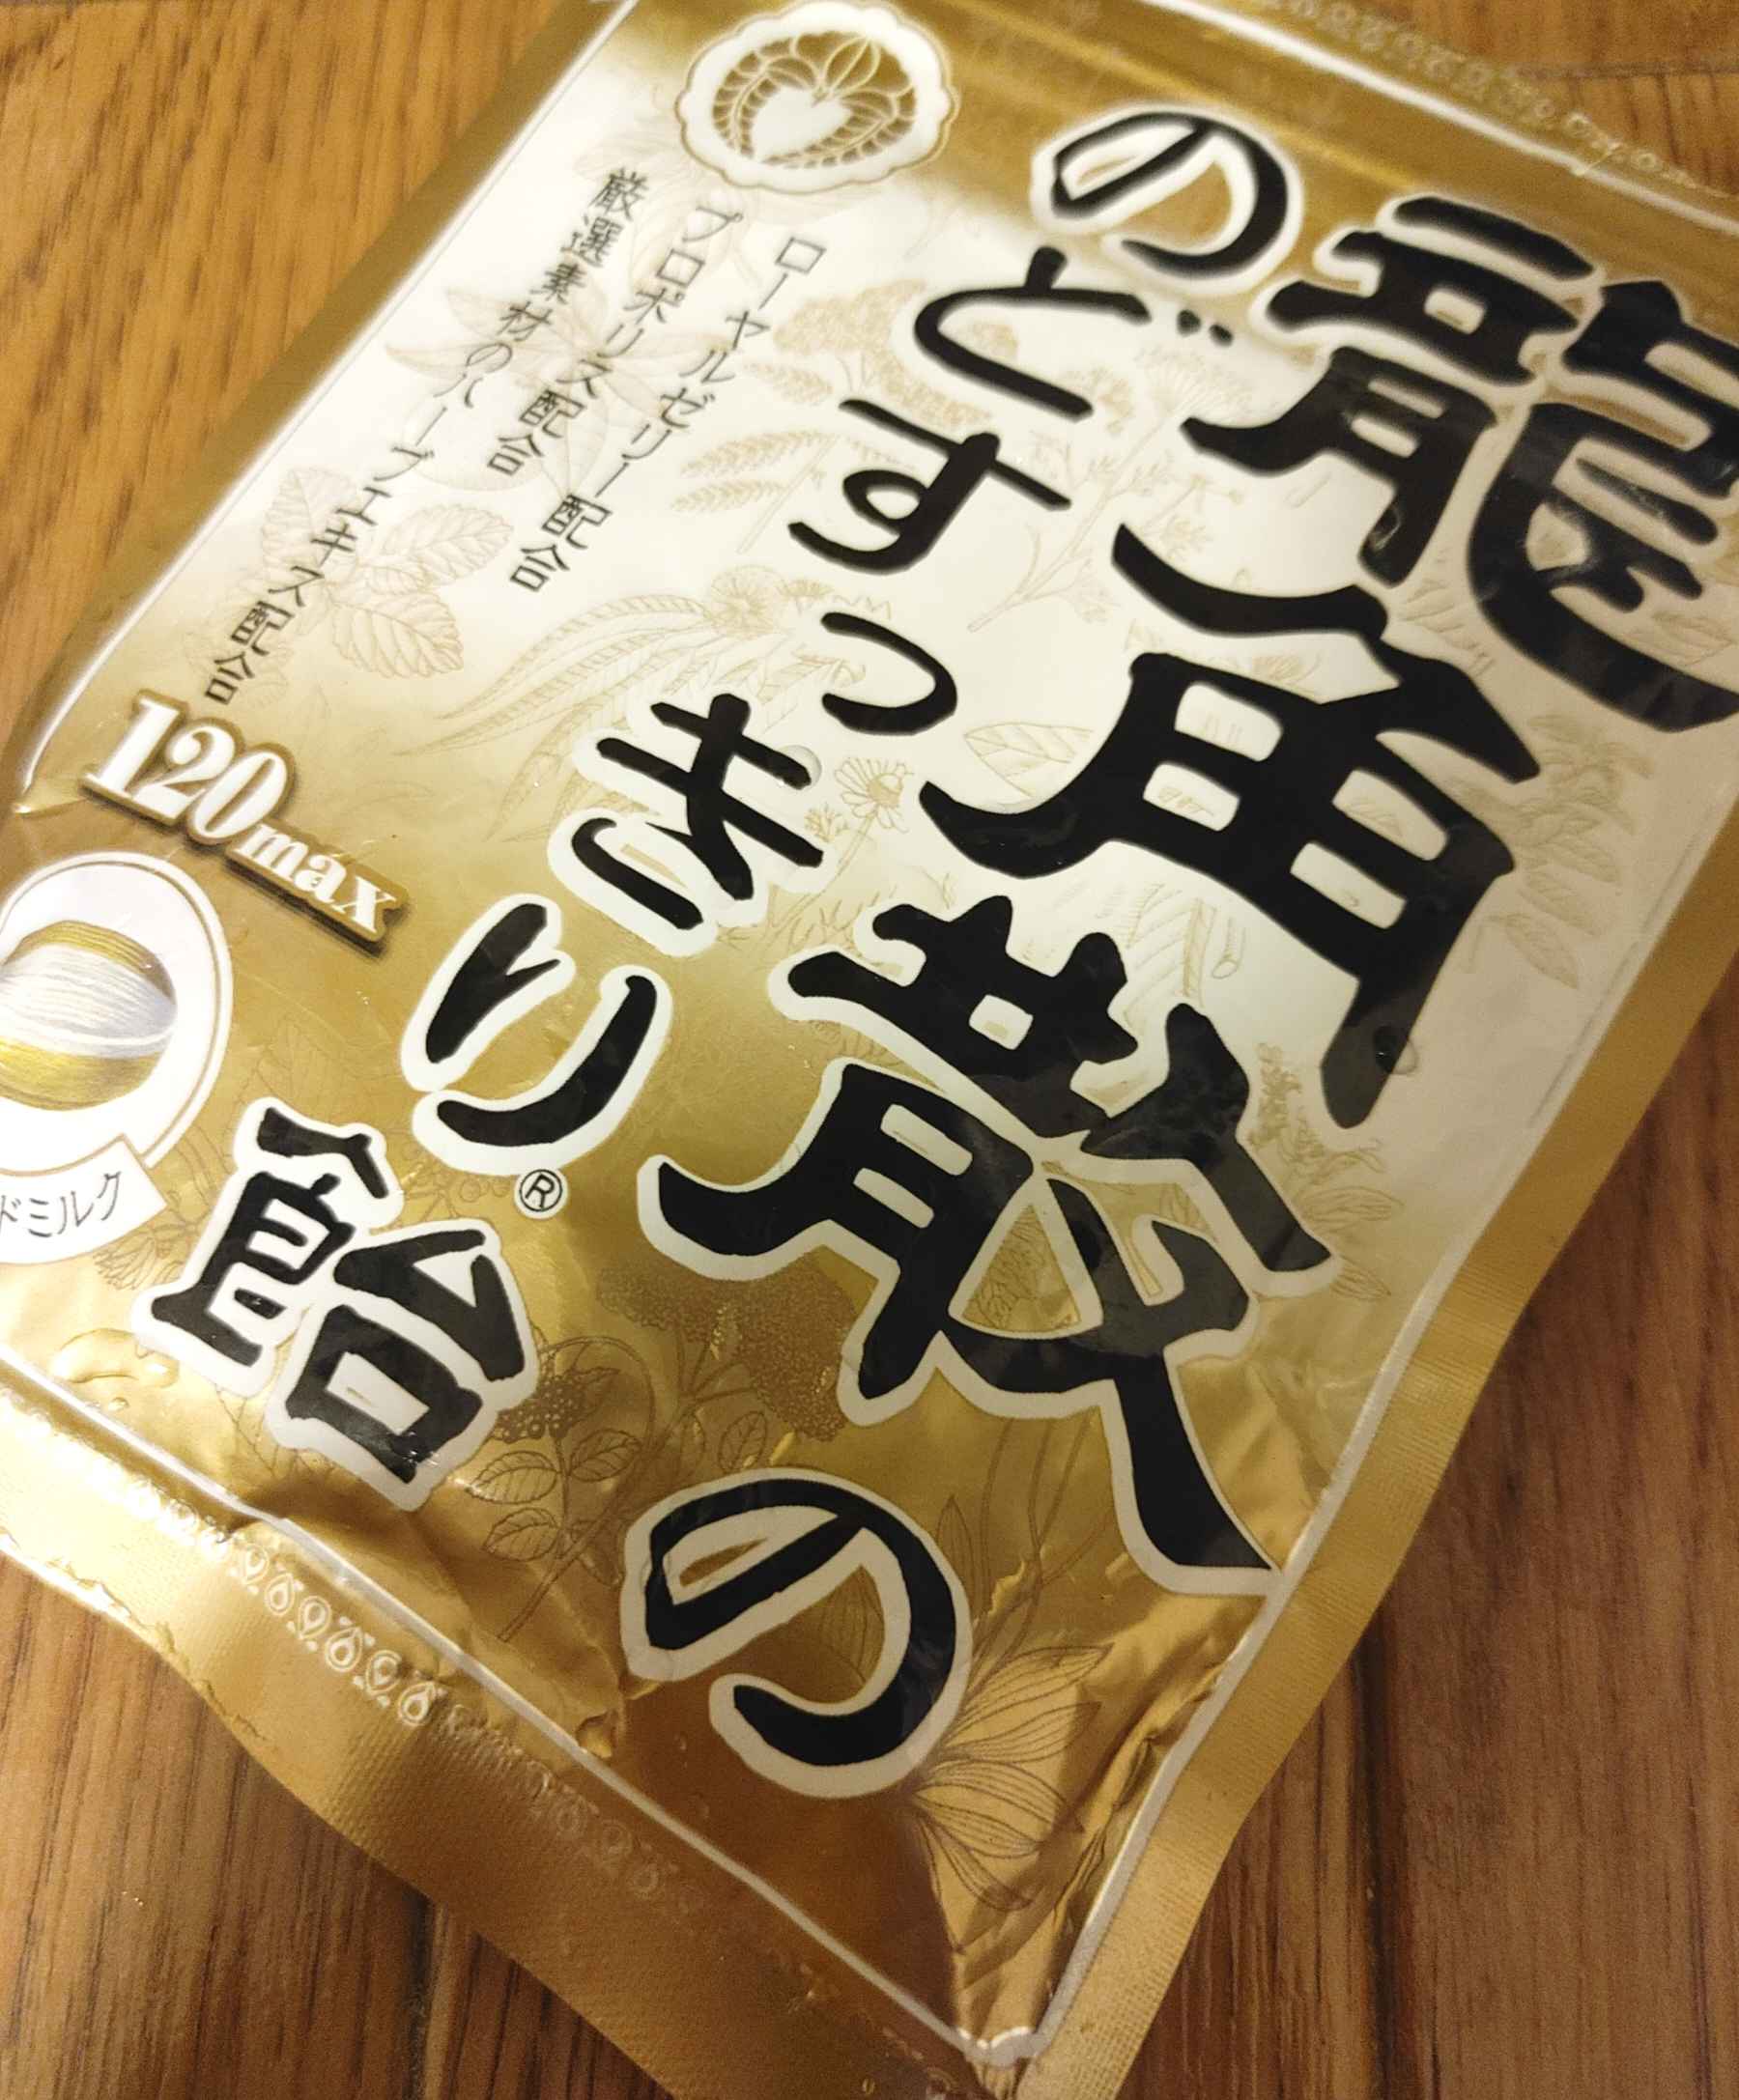 龍角散の
のどすっきり®飴
ローヤルゼリー配合
プロポリス配合
厳選素材のハーブエキス配合
120max
ドミルク